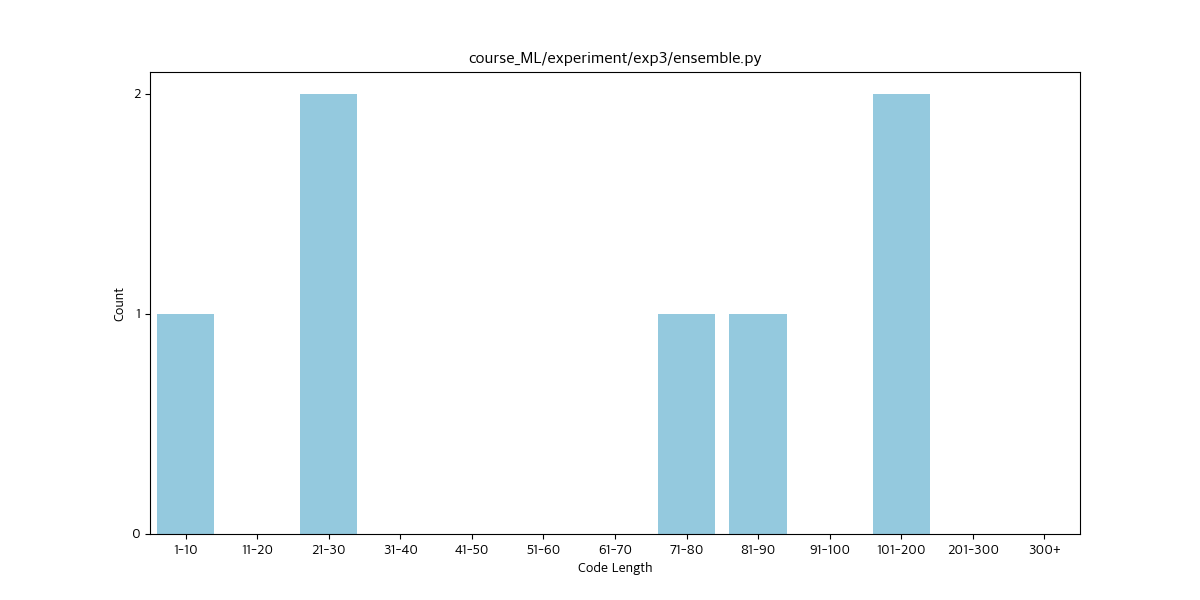 course_ML/experiment/exp3/ensemble.py
Count
2
1
0
1-10 11-20 21-30 31-40 41-50 51-60 61-70 71-80 81-90 91-100 101-200 201-300 300+
Code Length